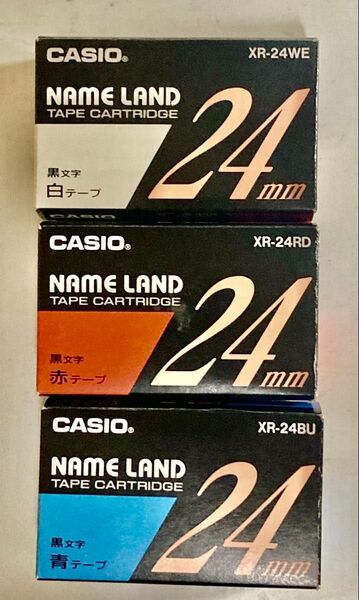 CASIO®
XR-24WE
NAME LAND
TAPE CARTRIDGE
24mm
黒文字
白テープ
CASIO
CASIO®
XR-24RD
NAME LAND
TAPE CARTRIDGE
24mm
黒文字
赤テープ
CASIO®
XR-24BU
NAME LAND
TAPE CARTRIDGE
24mm
黒文字
青テープ